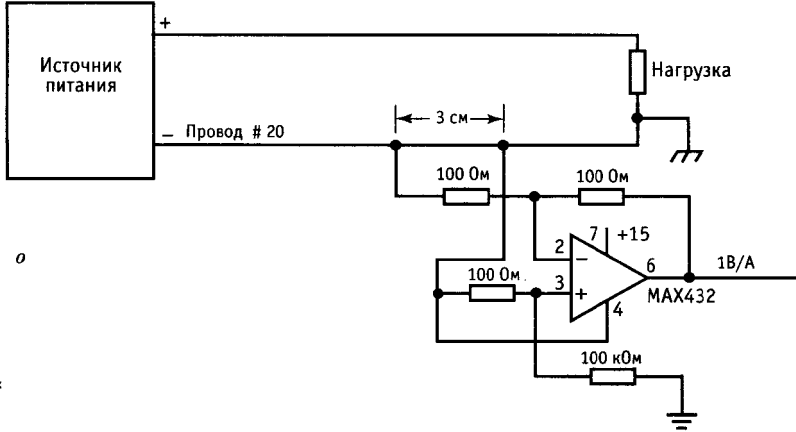 +
Источник
питания
Нагрузка
3 см
– Провод # 20
100 Ом
100 Ом
7
+15
о
2
–
6
1В/А
100 Ом
3
+
4
MAX432
100 кОм